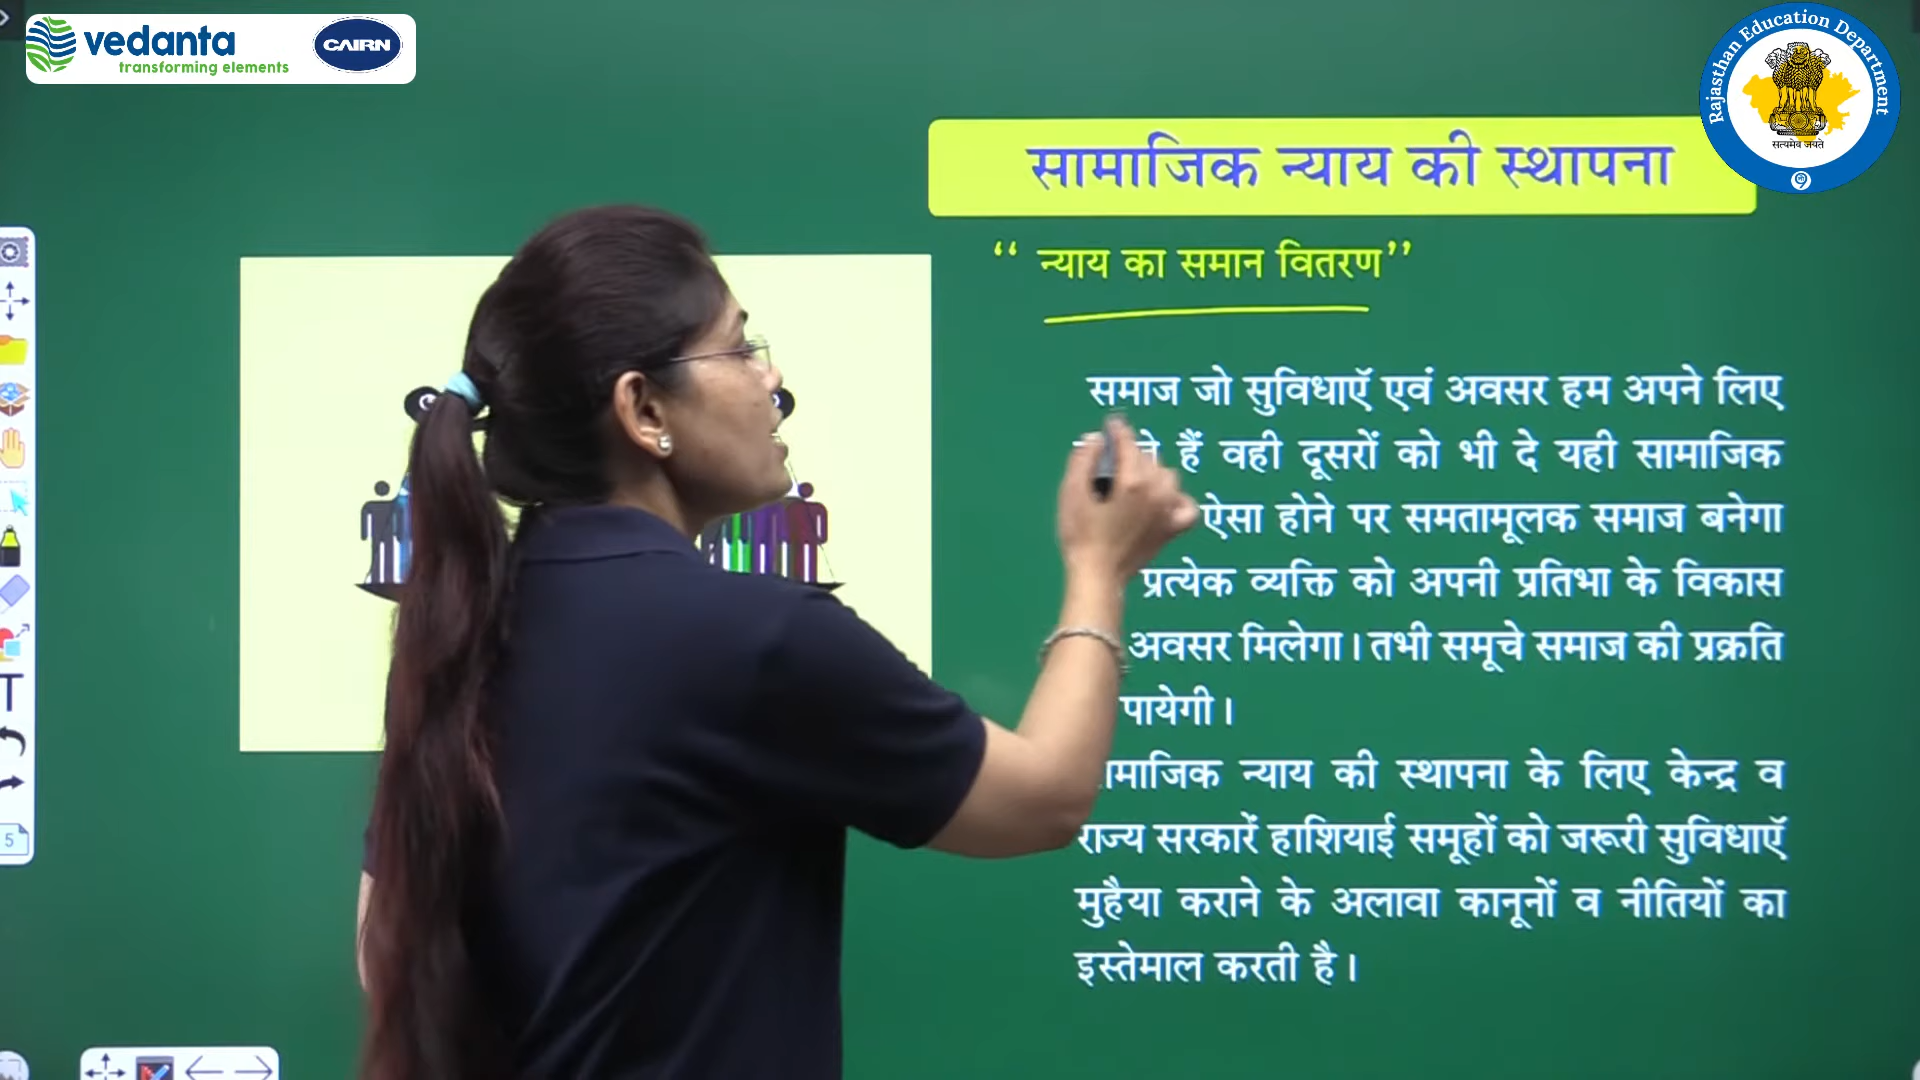 vedanta
transforming elements
CAIRN
Rajasthan Education Department
सत्यमेव जयते
सामाजिक न्याय की स्थापना
“ न्याय का समान वितरण”
समाज जो सुविधाएॅ एवं अवसर हम अपने लिए
हैं वही दूसरों को भी दे यही सामाजिक
ऐसा होने पर समतामूलक समाज बनेगा
प्रत्येक व्यक्ति को अपनी प्रतिभा के विकास
अवसर मिलेगा। तभी समूचे समाज की प्रक्रति
पायेगी।
न्याय की स्थापना के लिए केन्द्र व
राज्य सरकारें हाशियाई समूहों को जरूरी सुविधाएॅ
मुहैया कराने के अलावा कानूनों व नीतियों का
इस्तेमाल करती है।
T
5